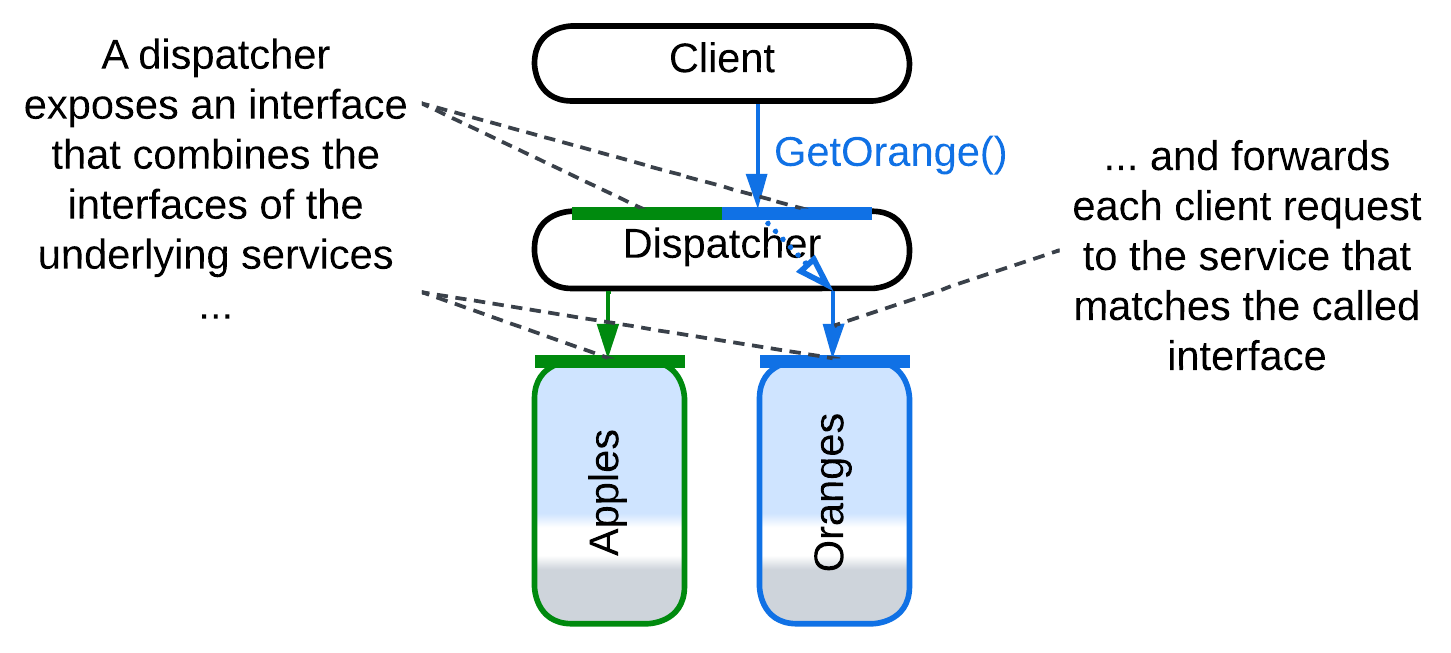 A dispatcher
exposes an interface
that combines the
interfaces of the
underlying services
...
Client
GetOrange()
Dispatcher
Apples
Oranges
... and forwards
each client request
to the service that
matches the called
interface